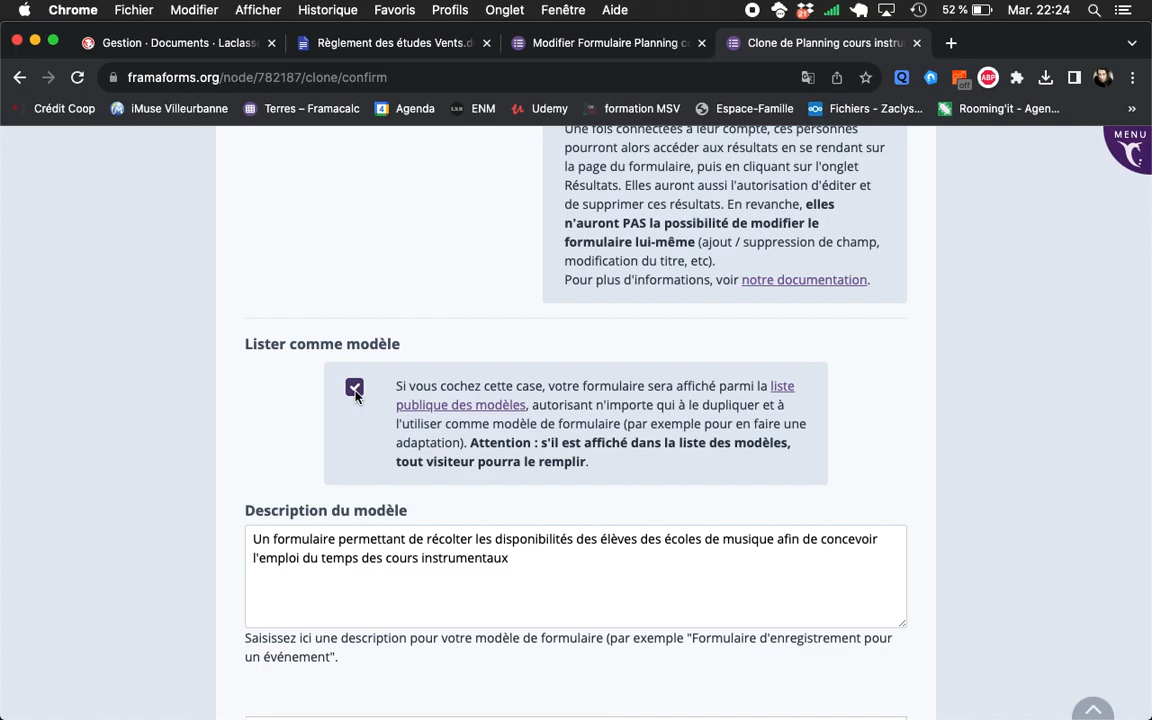 Chrome Fichier Modifier Afficher Historique Favoris Profils Onglet Fenêtre Aide 21 52 % Mar. 22:24
Gestion · Documents · Laclasse Règlement des études Vents.d Modifier Formulaire Planning c Clone de Planning cours instru
framaforms.org/node/782187/clone/confirm ABP off
Crédit Coop iMuse Villeurbanne Terres – Framacalc 4 Agenda ENM Udemy formation MSV Espace-Famille Fichiers - Zaclys... Rooming'it - Agen... »
MENU
Une fois connectées à leur compte, ces personnes
pourront alors accéder aux résultats en se rendant sur
la page du formulaire, puis en cliquant sur l'onglet
Résultats. Elles auront aussi l'autorisation d'éditer et
de supprimer ces résultats. En revanche, elles
n'auront PAS la possibilité de modifier le
formulaire lui-même (ajout / suppression de champ,
modification du titre, etc).
Pour plus d'informations, voir notre documentation.
Lister comme modèle
Si vous cochez cette case, votre formulaire sera affiché parmi la liste
publique des modèles, autorisant n'importe qui à le dupliquer et à
l'utiliser comme modèle de formulaire (par exemple pour en faire une
adaptation). Attention : s'il est affiché dans la liste des modèles,
tout visiteur pourra le remplir.
Description du modèle
Un formulaire permettant de récolter les disponibilités des élèves des écoles de musique afin de concevoir
l'emploi du temps des cours instrumentaux
Saisissez ici une description pour votre modèle de formulaire (par exemple "Formulaire d'enregistrement pour
un événement".